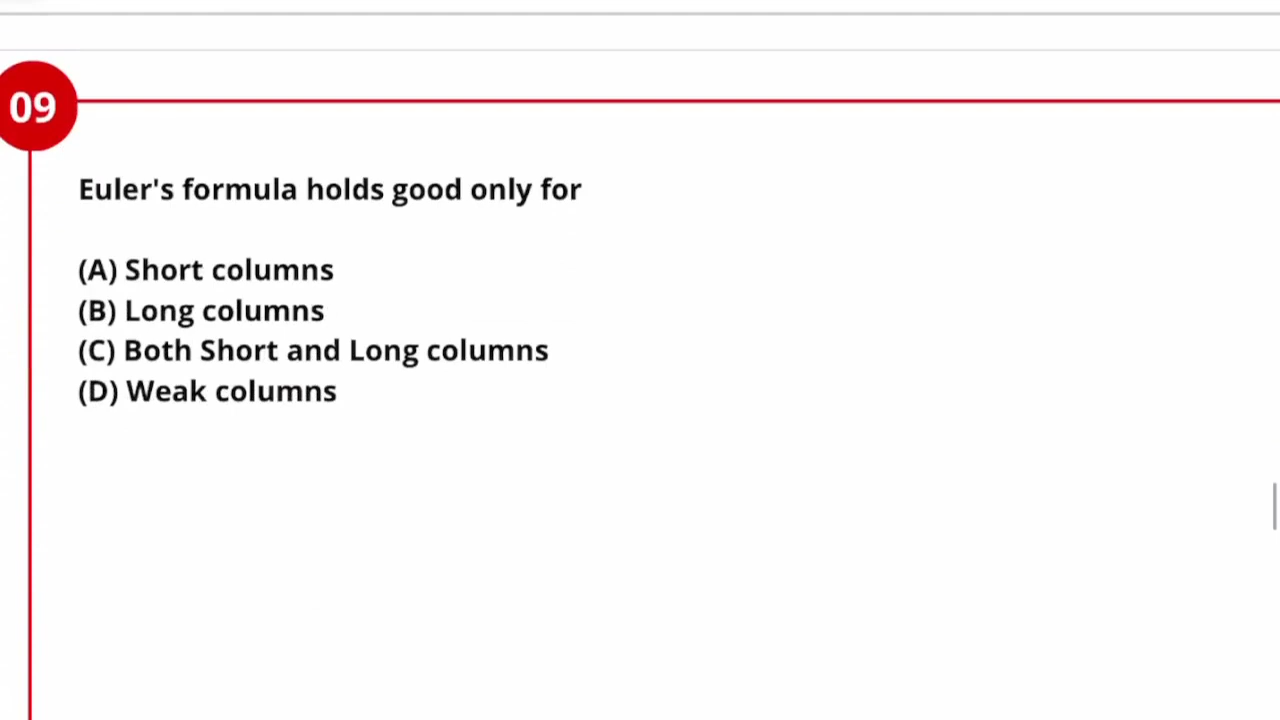 09
Euler's formula holds good only for
(A) Short columns
(B) Long columns
(C) Both Short and Long columns
(D) Weak columns